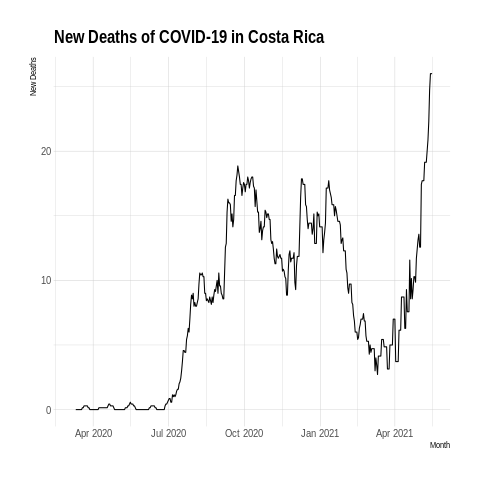 New Deaths of COVID-19 in Costa Rica
New Deaths
20
10
0
Apr 2020 Jul 2020 Oct 2020 Jan 2021 Apr 2021
Month